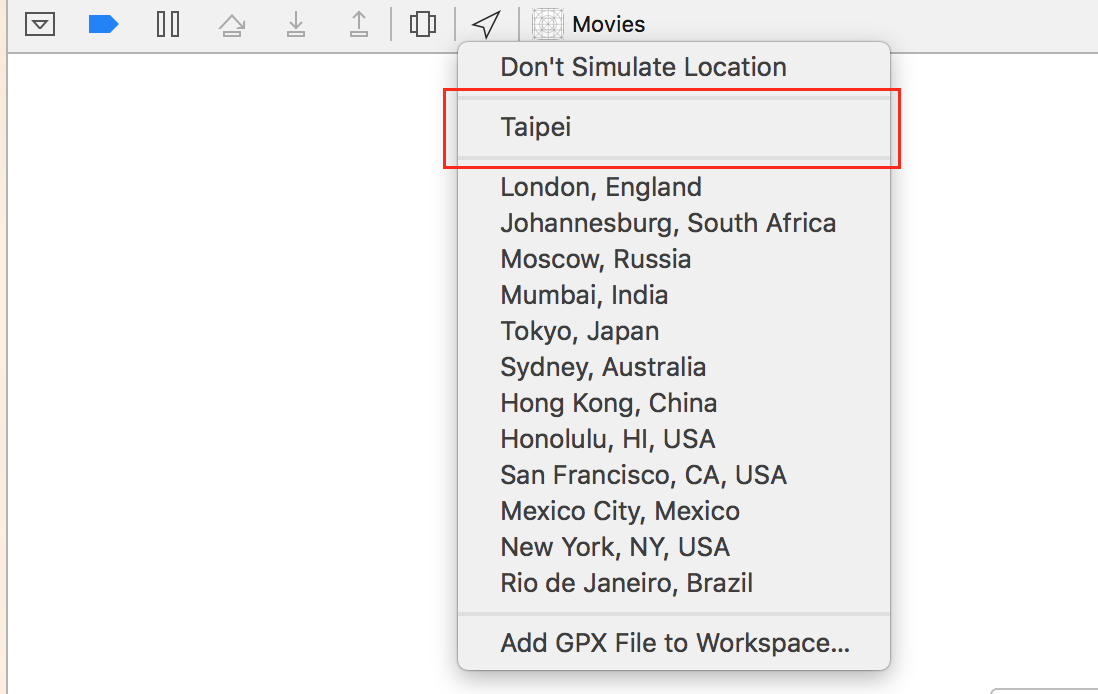 Movies
Don't Simulate Location
Taipei
London, England
Johannesburg, South Africa
Moscow, Russia
Mumbai, India
Tokyo, Japan
Sydney, Australia
Hong Kong, China
Honolulu, HI, USA
San Francisco, CA, USA
Mexico City, Mexico
New York, NY, USA
Rio de Janeiro, Brazil
Add GPX File to Workspace...